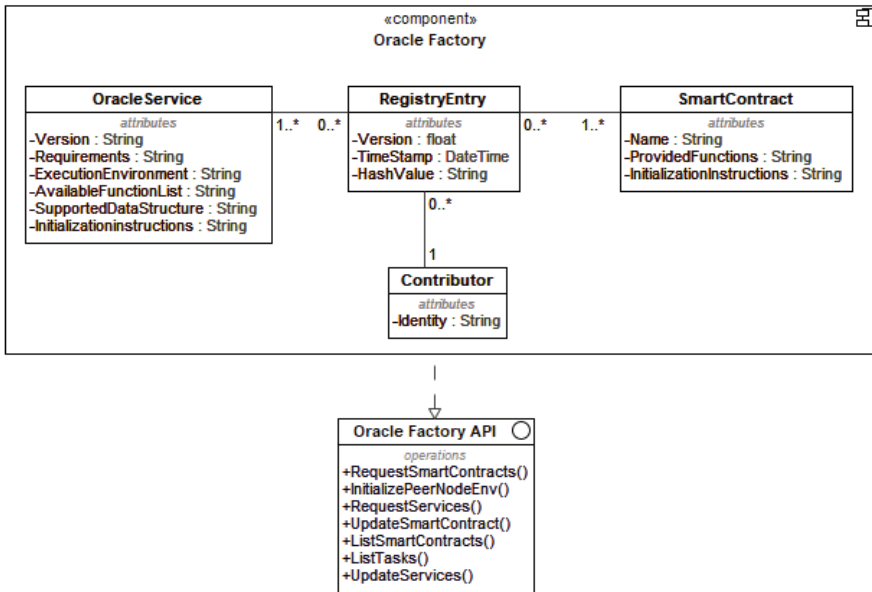 «component»
Oracle Factory
OracleService
attributes
-Version : String
-Requirements : String
-ExecutionEnvironment : String
-AvailableFunctionList : String
-SupportedDataStructure : String
-Initializationinstructions : String
1..*
0..*
RegistryEntry
attributes
-Version : float
-TimeStamp : DateTime
-HashValue : String
0..*
1..*
SmartContract
attributes
-Name : String
-ProvidedFunctions : String
-InitializationInstructions : String
0..*
1
Contributor
attributes
-Identity : String
Oracle Factory API
operations
+RequestSmartContracts()
+InitializePeerNodeEnv()
+RequestServices()
+UpdateSmartContract()
+ListSmartContracts()
+ListTasks()
+UpdateServices()